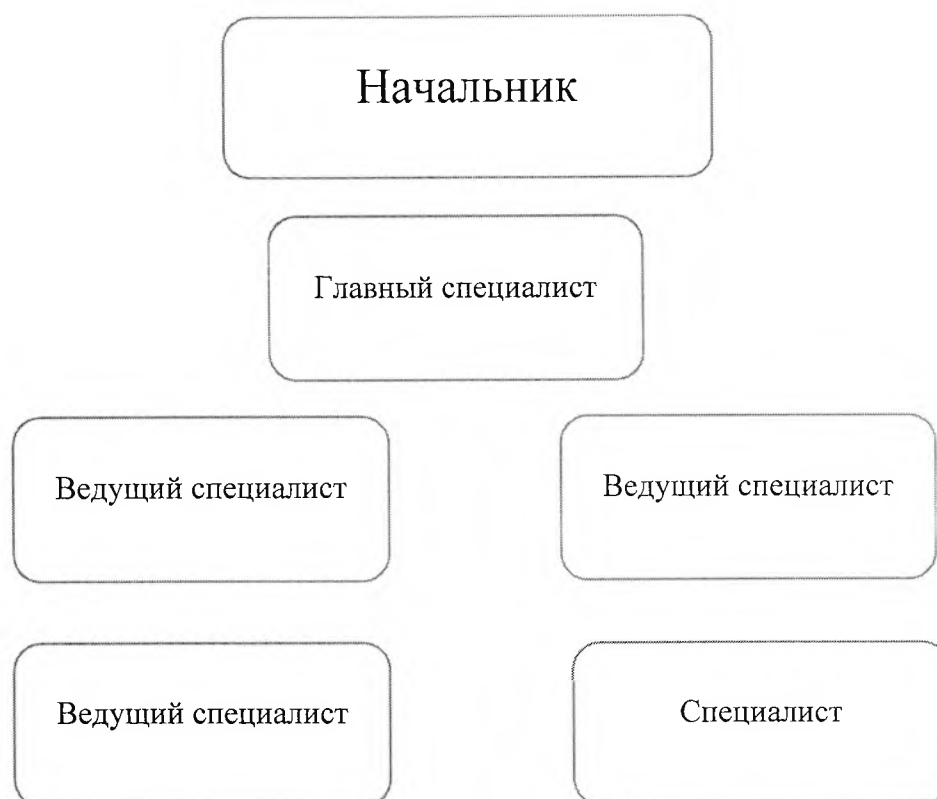 Начальник
Главный специалист
Ведущий специалист
Ведущий специалист
Ведущий специалист
Специалист